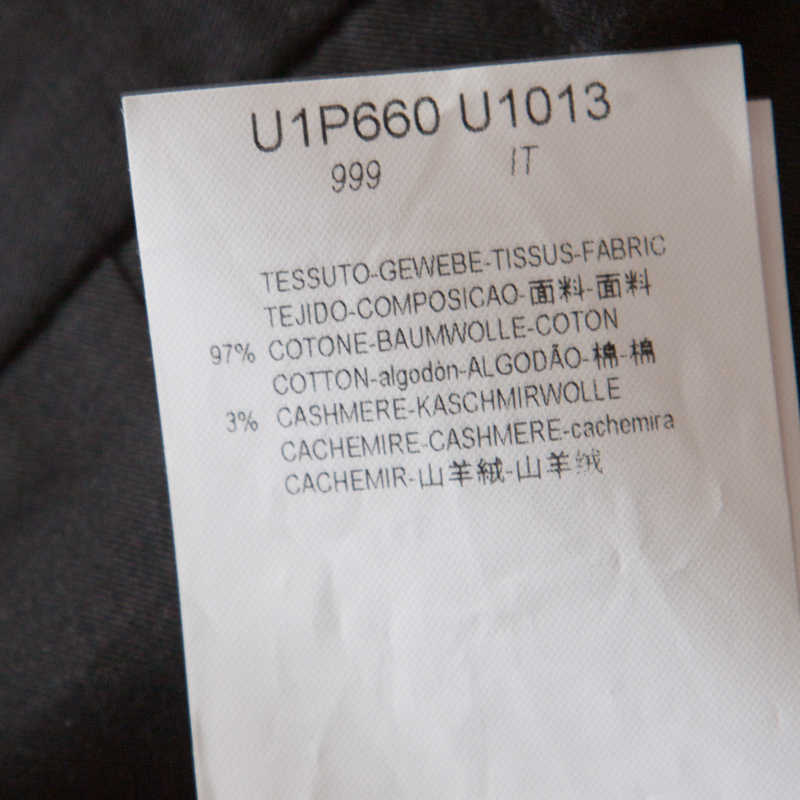 U1P660 U1013
999 IT
TESSUTO-GEWEBE-TISSUS-FABRIC
TEJIDO-COMPOSICAO-面料-面料
97% COTONE-BAUMWOLLE-COTON
COTTON-algodòn-ALGODÃO-棉-棉
3% CASHMERE-KASCHMIRWOLLE
CACHEMIRE-CASHMERE-cachemira
CACHEMIR-山羊絨-山羊绒